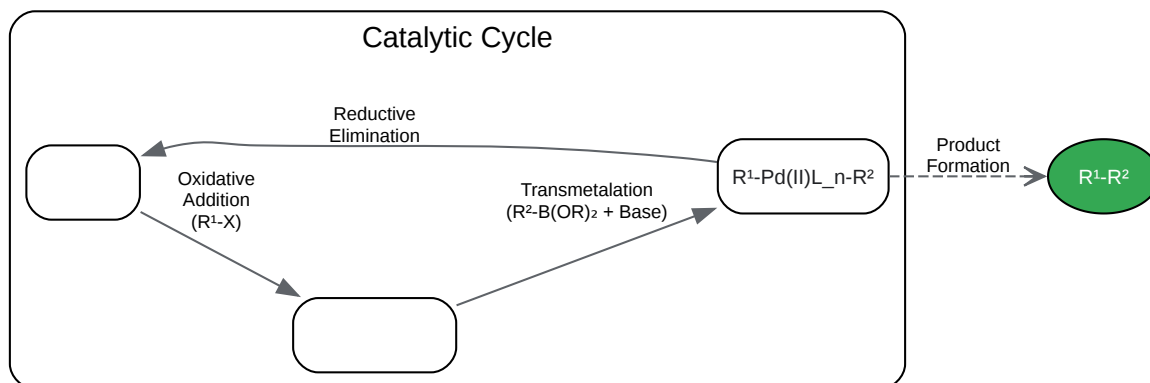 Catalytic Cycle
Reductive
Elimination
Oxidative
Addition
(R¹-X)
Transmetalation
(R²-B(OR)₂ + Base)
R¹-Pd(II)L_n-R²
Product
Formation
R¹-R²